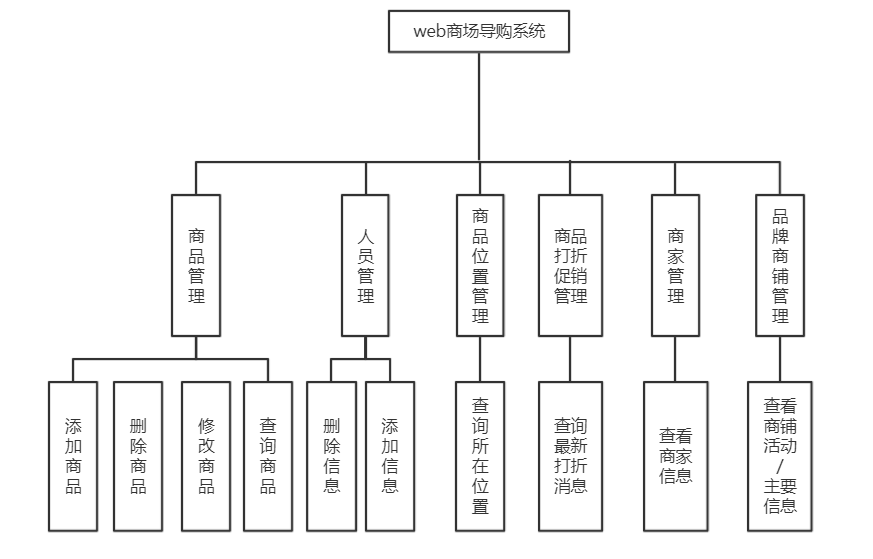 web商场导购系统
商品管理
人员管理
商品位置管理
商品
打折
促销
管理
商家管理
品牌商铺管理
添加商品
删除商品
修改商品
查询商品
删除信息
添加信息
查询所在位置
查询
最新
打折
消息
查看
商家
信息
查看
商铺
活动
/
主要
信息